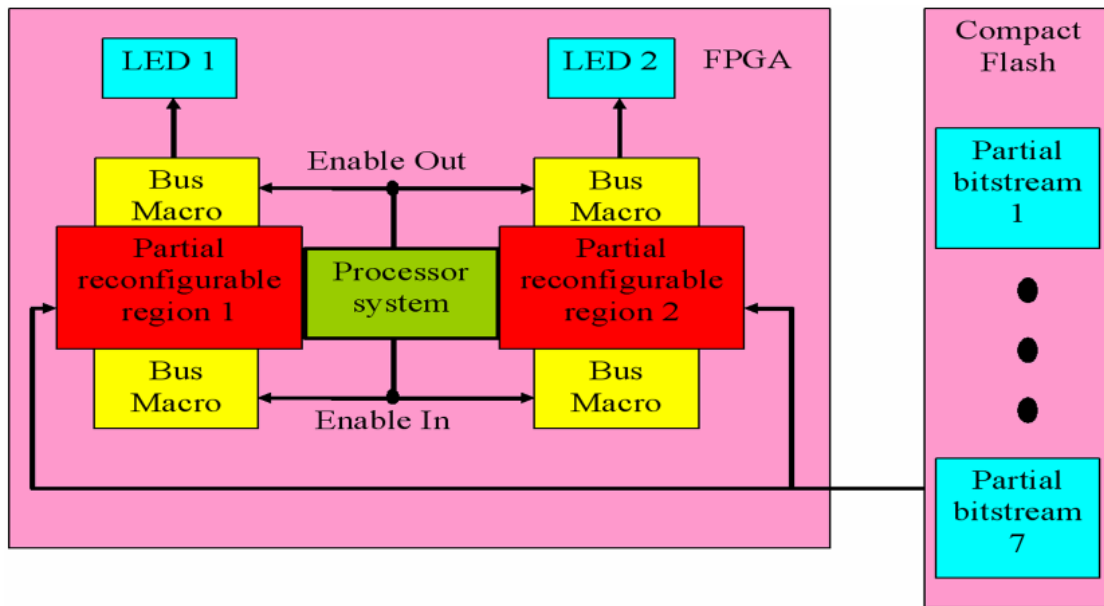 LED 1
LED 2
FPGA
Enable Out
Bus
Macro
Bus
Macro
Partial
reconfigurable
region 1
Processor
system
Partial
reconfigurable
region 2
Bus
Macro
Bus
Macro
Enable In
Compact
Flash
Partial
bitstream
1
Partial
bitstream
7